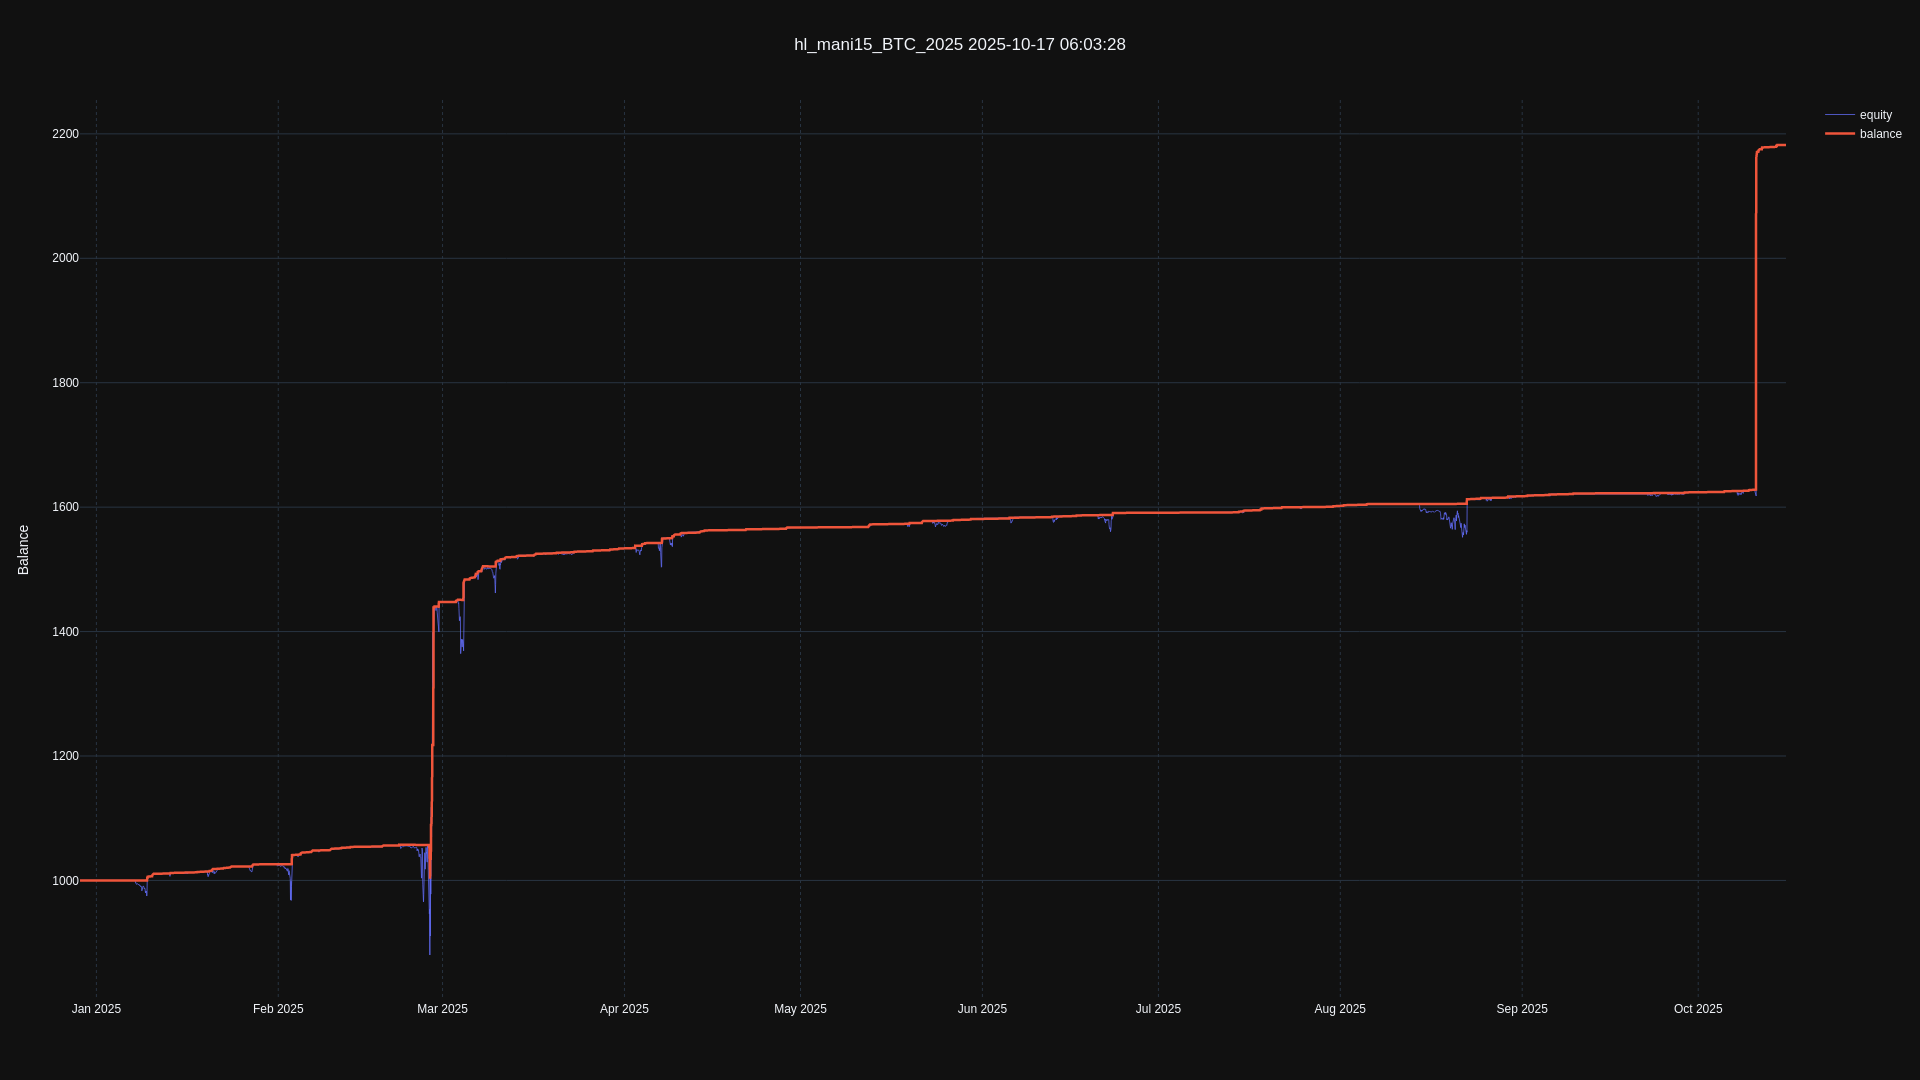 hl_mani15_BTC_2025 2025-10-17 06:03:28
equity
balance
2200
2000
1800
1600
1400
1200
1000
Balance
Jan 2025
Feb 2025
Mar 2025
Apr 2025
May 2025
Jun 2025
Jul 2025
Aug 2025
Sep 2025
Oct 2025